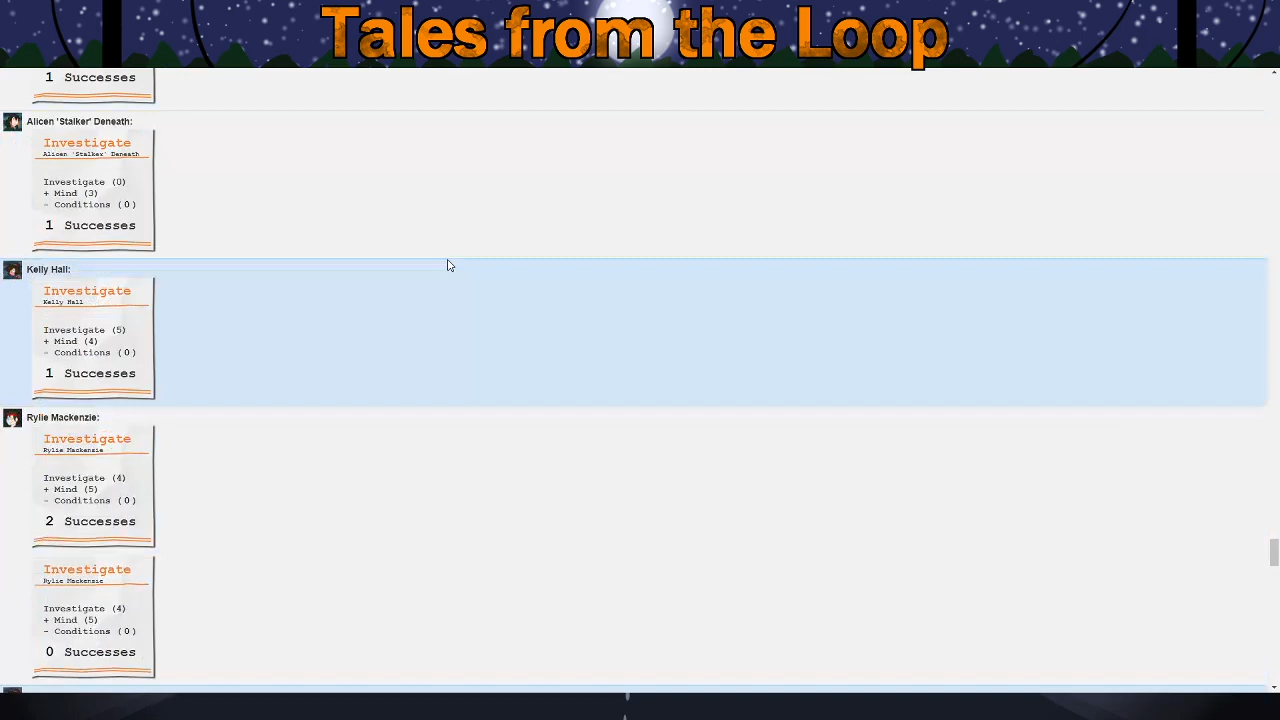 Tales from the Loop
1 Successes
Alicen 'Stalker' Deneath:
Investigate
Alicen 'Stalker' Deneath
Investigate (0)
+ Mind (3)
- Conditions (0)
1 Successes
Kelly Hall:
Investigate
Kelly Hall
Investigate (5)
+ Mind (4)
- Conditions (0)
1 Successes
Rylie Mackenzie:
Investigate
Rylie Mackenzie
Investigate (4)
+ Mind (5)
- Conditions (0)
2 Successes
Investigate
Rylie Mackenzie
Investigate (4)
+ Mind (5)
- Conditions (0)
0 Successes